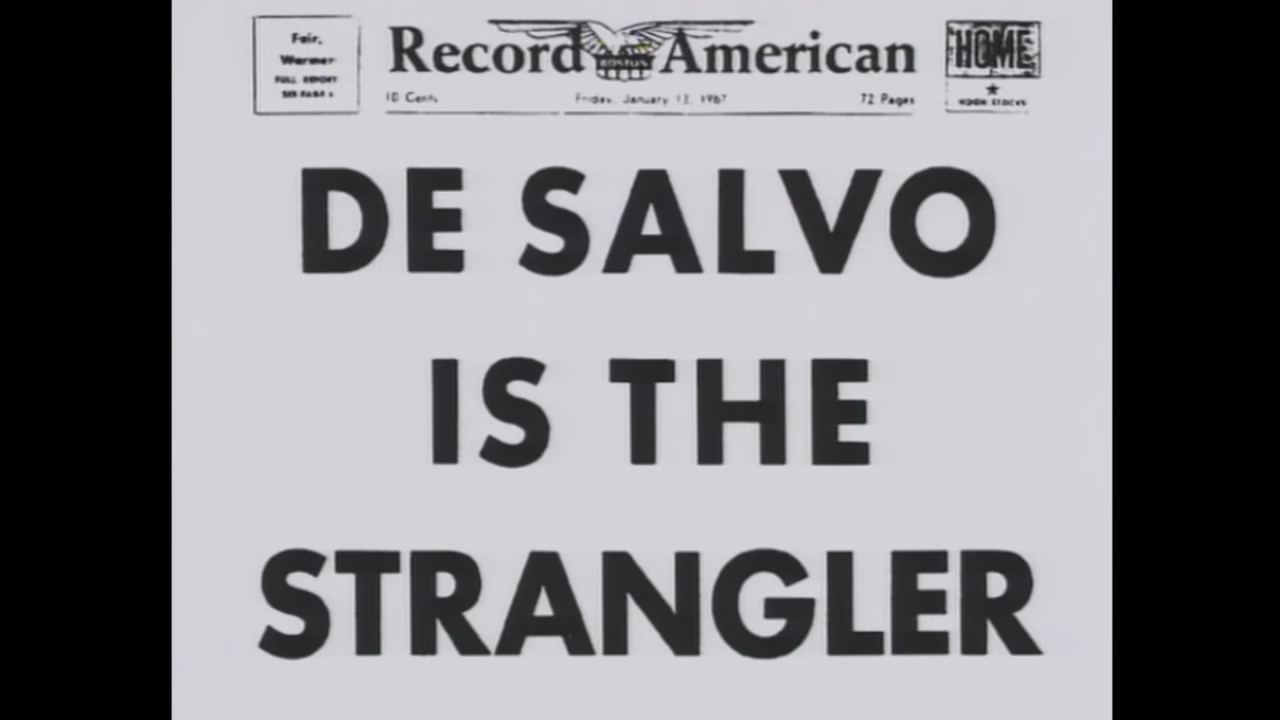 Fair,
Warmer
FULL REPORT
SEE PAGE 4
Record American
BOSTON
HOME
10 Cents
Friday, January 13, 1967
72 Pages
NOON STOCKS
DE SALVO
IS THE
STRANGLER